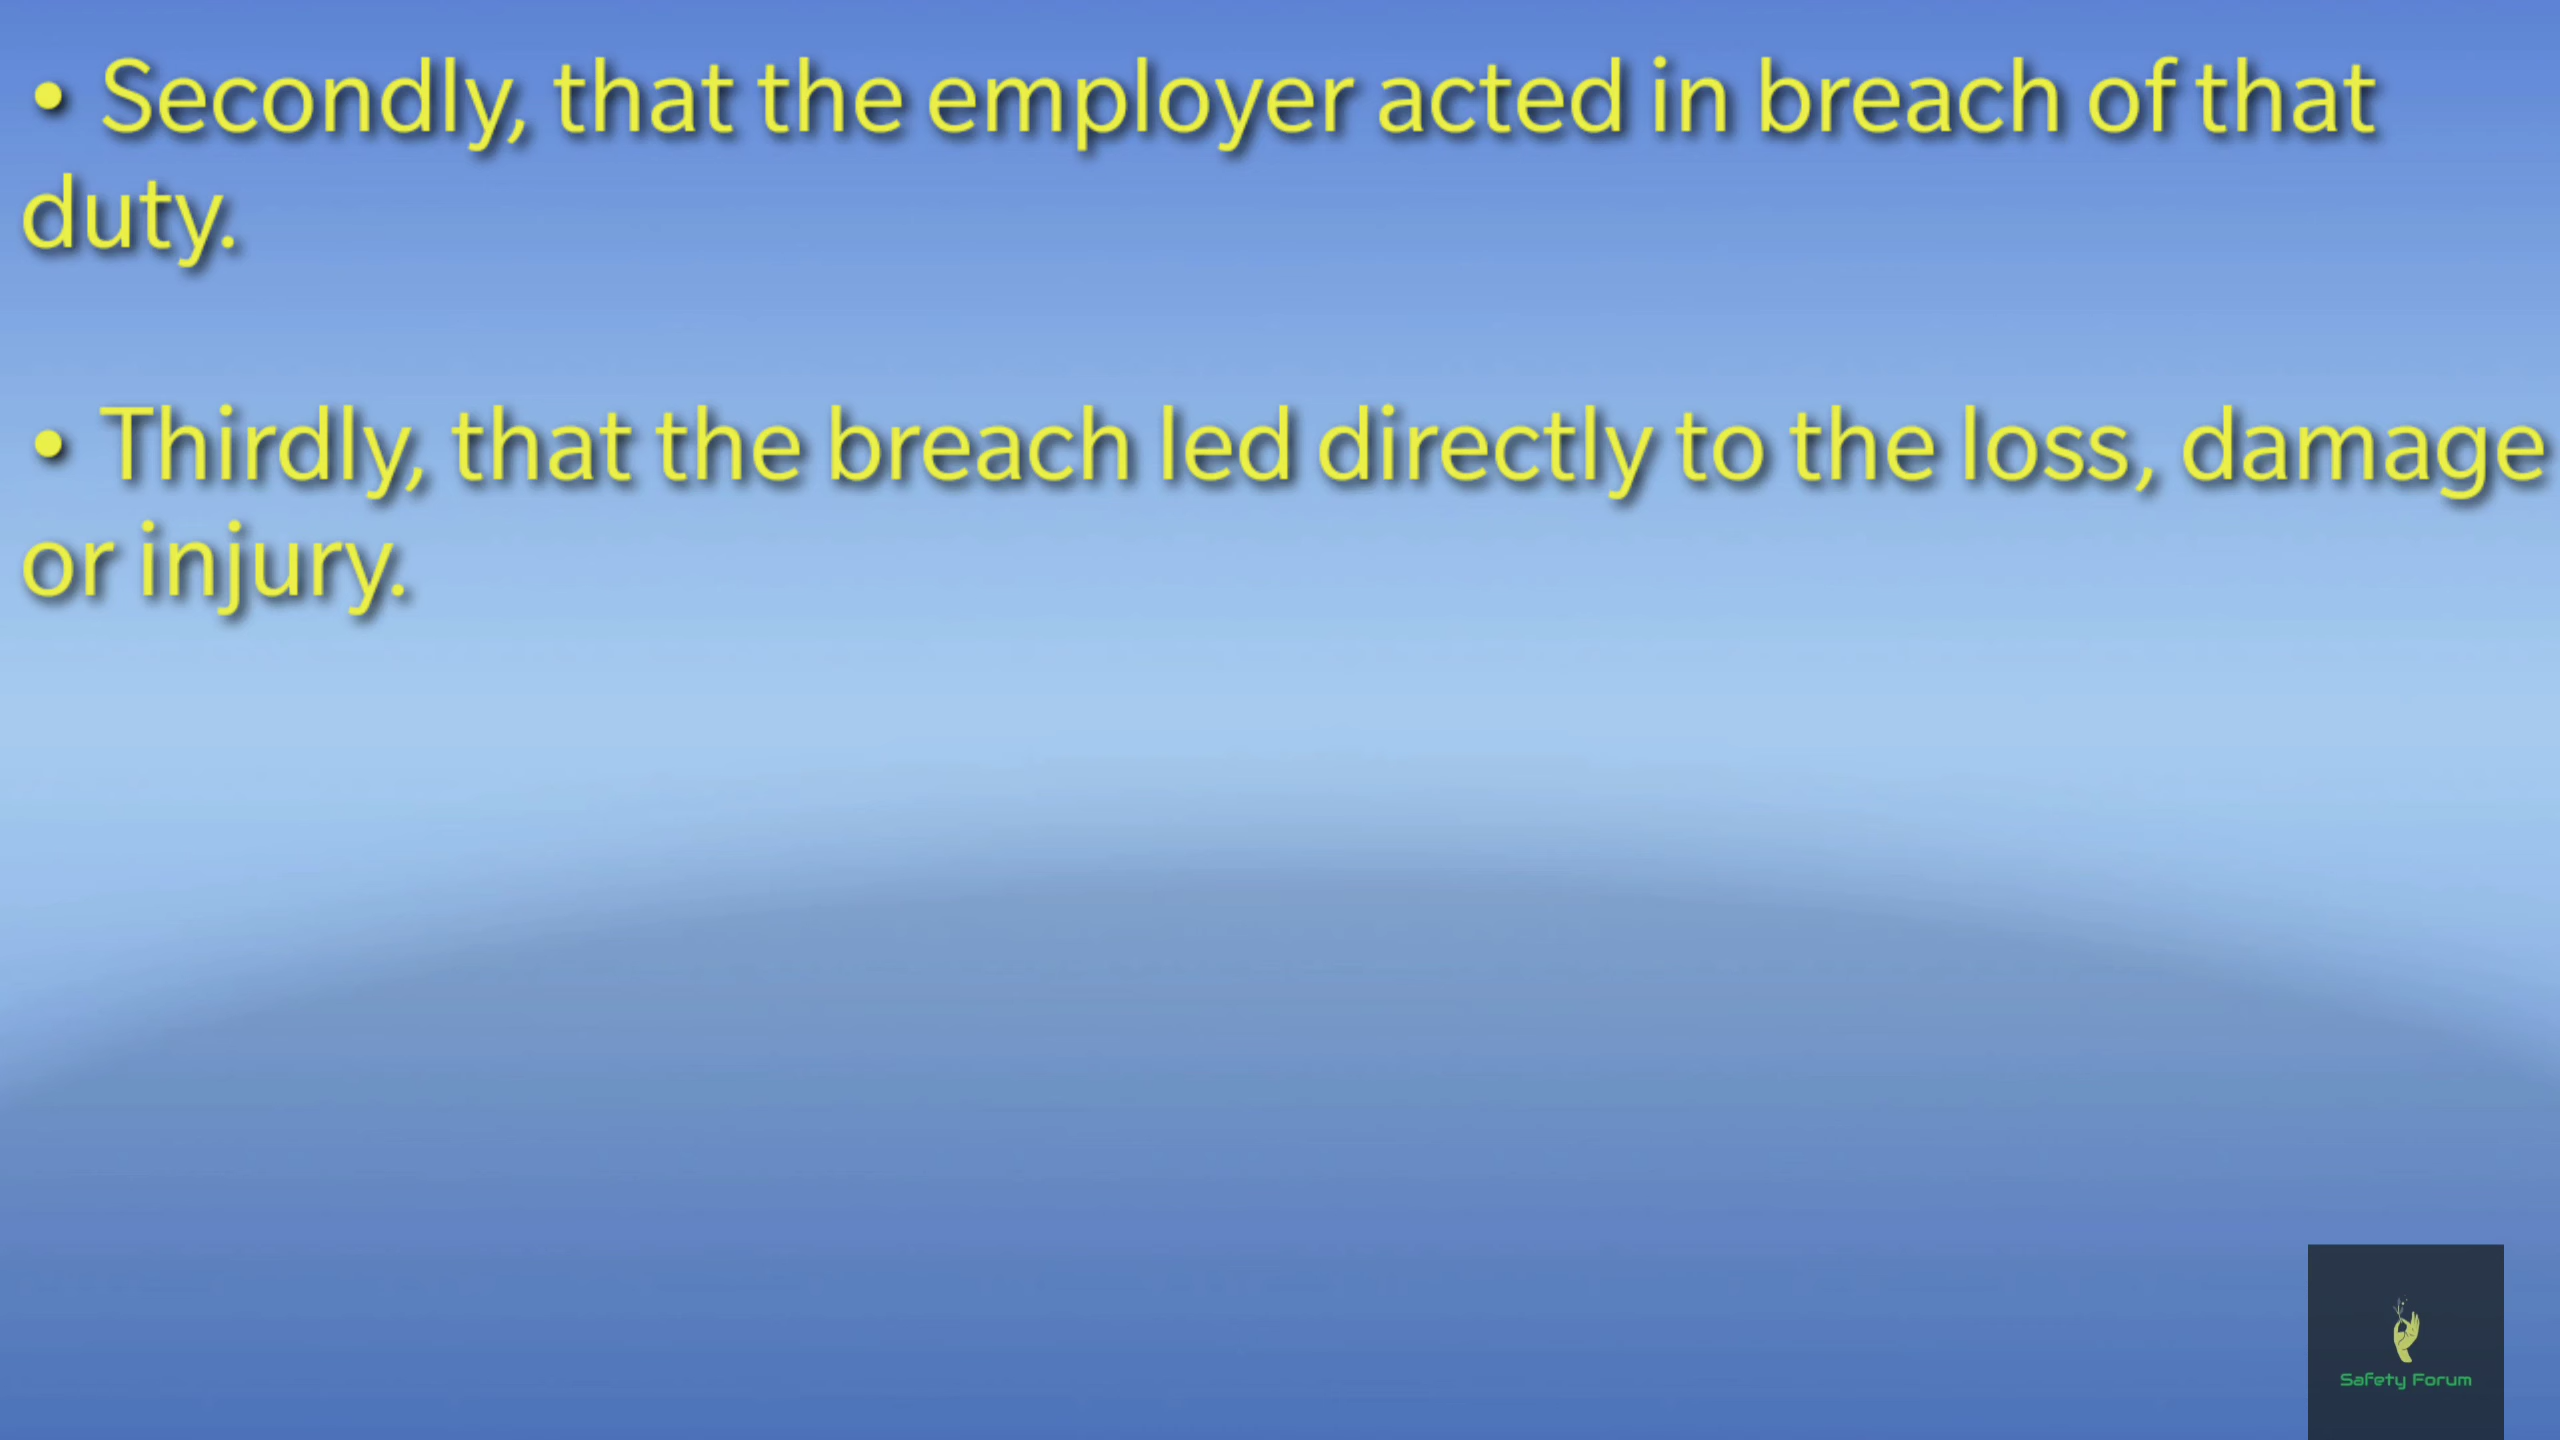 • Secondly, that the employer acted in breach of that
duty.
• Thirdly, that the breach led directly to the loss, damage
or injury.
Safety Forum